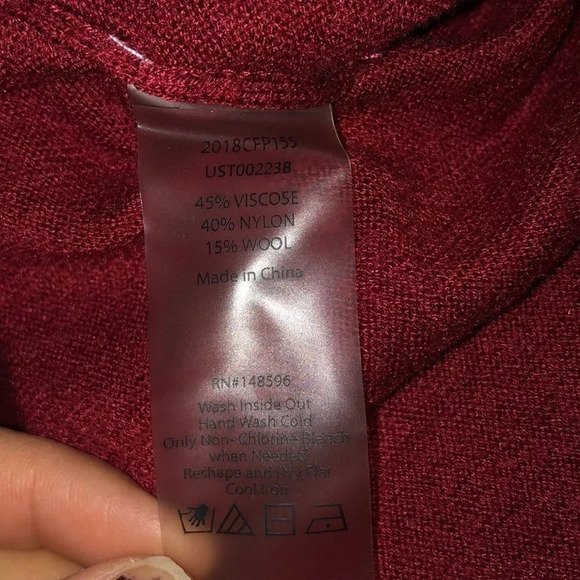 2018CFP155
UST00223B
45% VISCOSE
40% NYLON
15% WOOL
Made in China
RN#148596
Wash Inside Out
Hand Wash Cold
Only Non-Chlorine Bleach
when Needed
Reshape and Dry Flat
Cool Iron